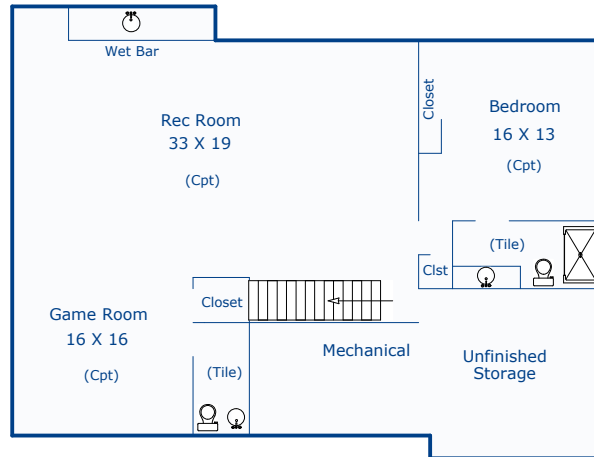 Wet Bar
Rec Room
33 X 19
(Cpt)
Closet
Bedroom
16 X 13
(Cpt)
(Tile)
Clst
Closet
Game Room
16 X 16
(Cpt)
(Tile)
Mechanical
Unfinished
Storage